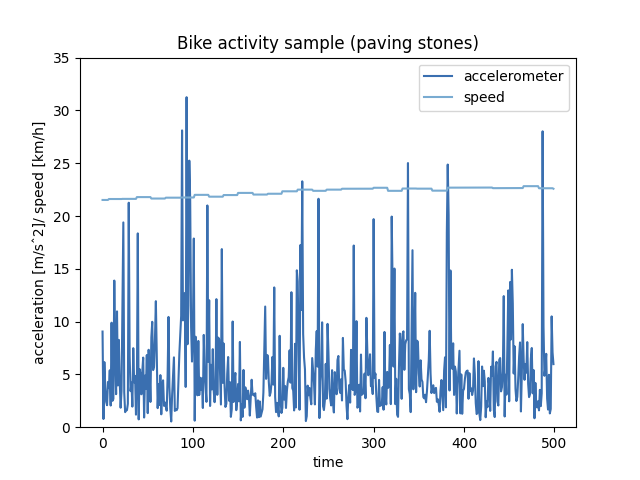 Bike activity sample (paving stones)
accelerometer
speed
acceleration [m/s^2]/ speed [km/h]
35
30
25
20
15
10
5
0
0 100 200 300 400 500
time